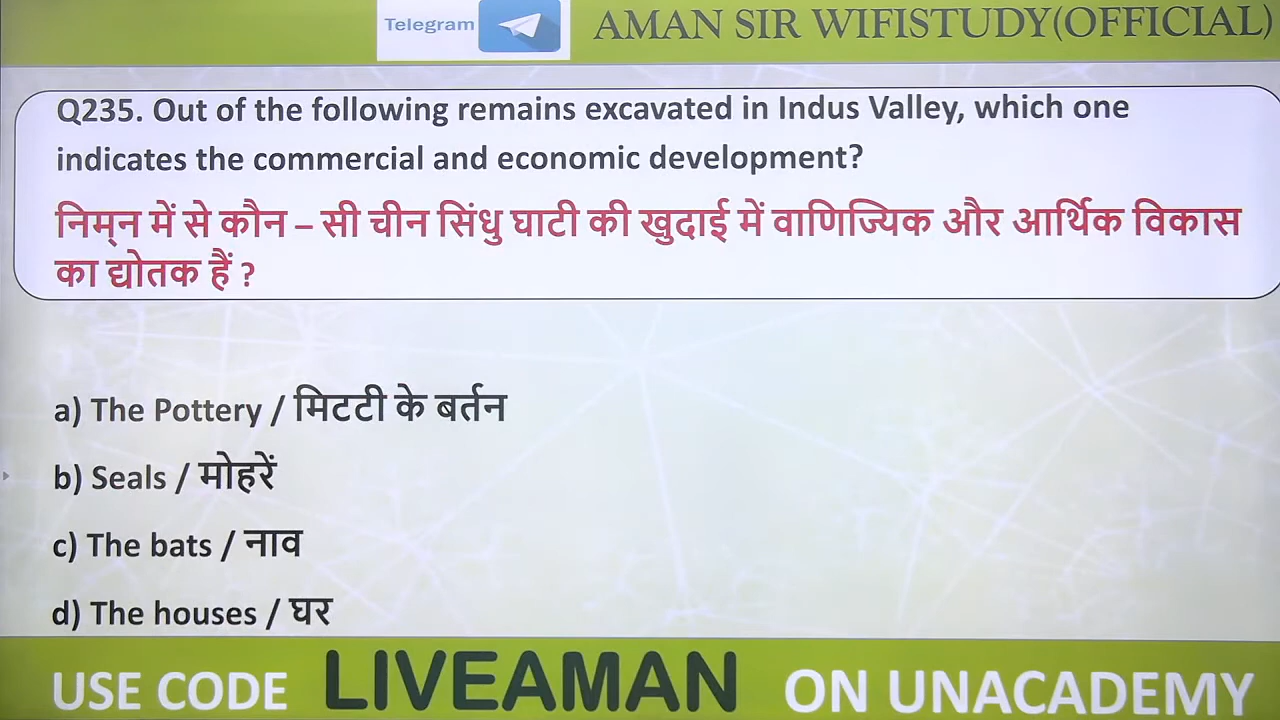 Telegram
AMAN SIR WIFISTUDY(OFFICIAL)
Q235. Out of the following remains excavated in Indus Valley, which one
indicates the commercial and economic development?
निम्न में से कौन – सी चीन सिंधु घाटी की खुदाई में वाणिज्यिक और आर्थिक विकास
का द्योतक हैं ?
a) The Pottery / मिटटी के बर्तन
b) Seals / मोहरें
c) The bats / नाव
d) The houses / घर
USE CODE LIVEAMAN ON UNACADEMY